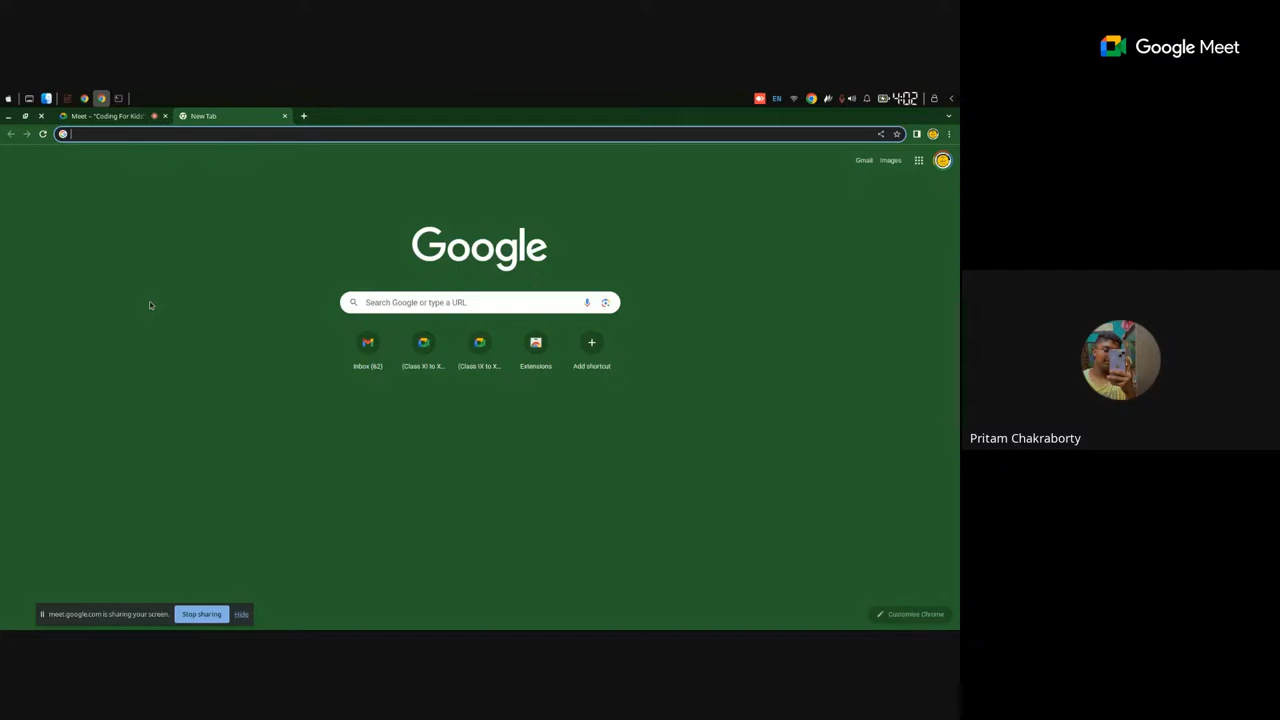 Google Meet
EN
4:02
Meet – "Coding For Kids'
New Tab
Gmail
Images
Google
Search Google or type a URL
Inbox (62)
(Class XI to X...
(Class IX to X...
Extensions
Add shortcut
Pritam Chakraborty
meet.google.com is sharing your screen.
Stop sharing
Hide
Customise Chrome